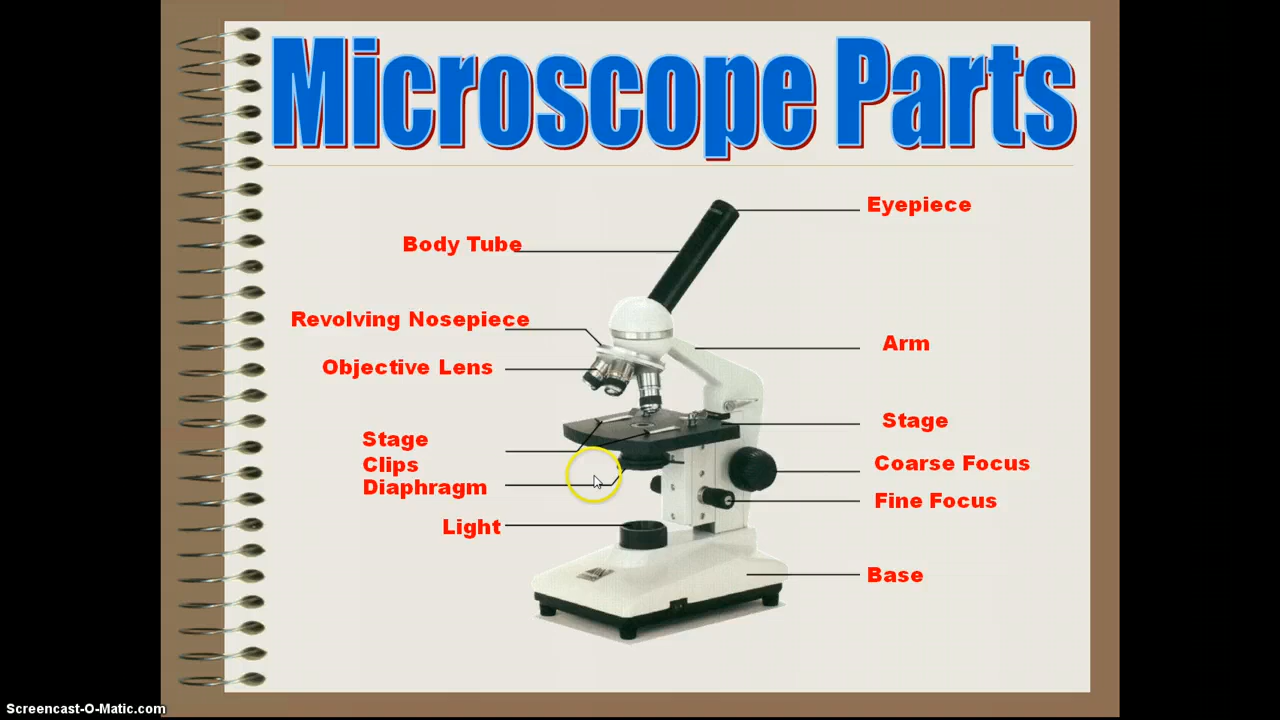 Microscope Parts
Eyepiece
Body Tube
Revolving Nosepiece
Arm
Objective Lens
Stage
Stage
Clips
Coarse Focus
Diaphragm
Fine Focus
Light
Base
Screencast-O-Matic.com